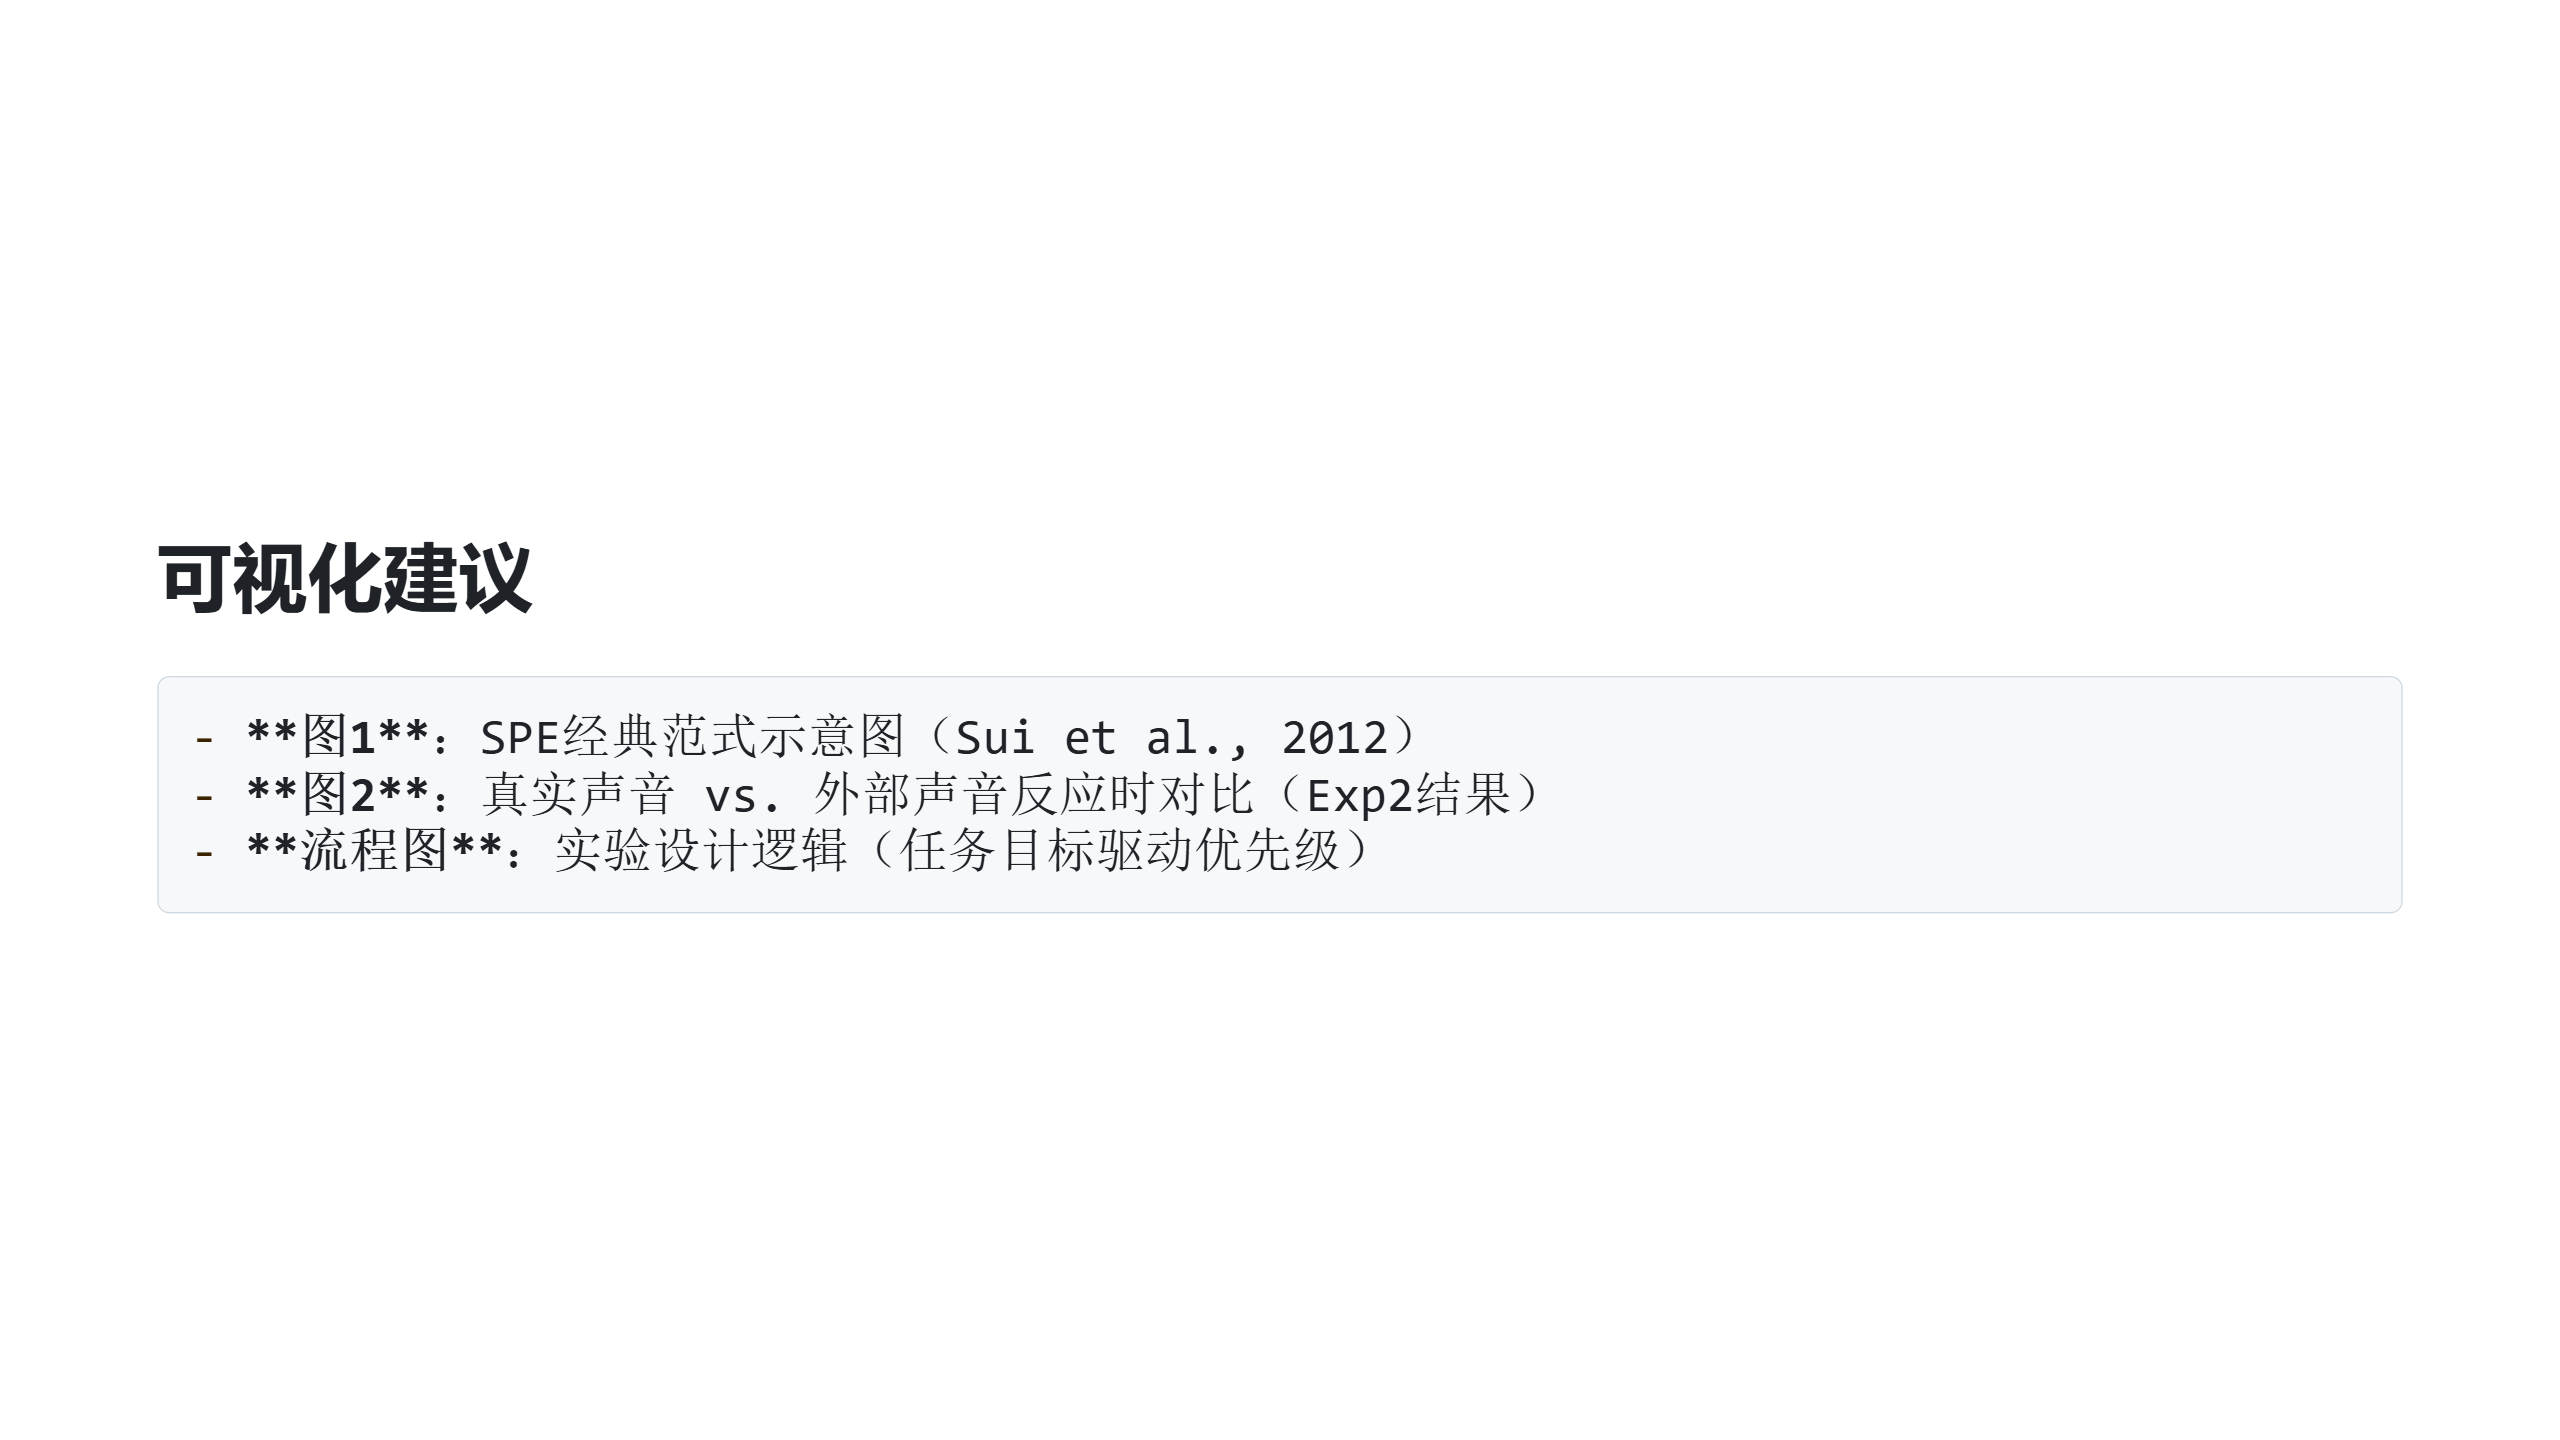 可视化建议
- **图1**：SPE经典范式示意图（Sui et al., 2012）
- **图2**：真实声音 vs. 外部声音反应时对比（Exp2结果）
- **流程图**：实验设计逻辑（任务目标驱动优先级）